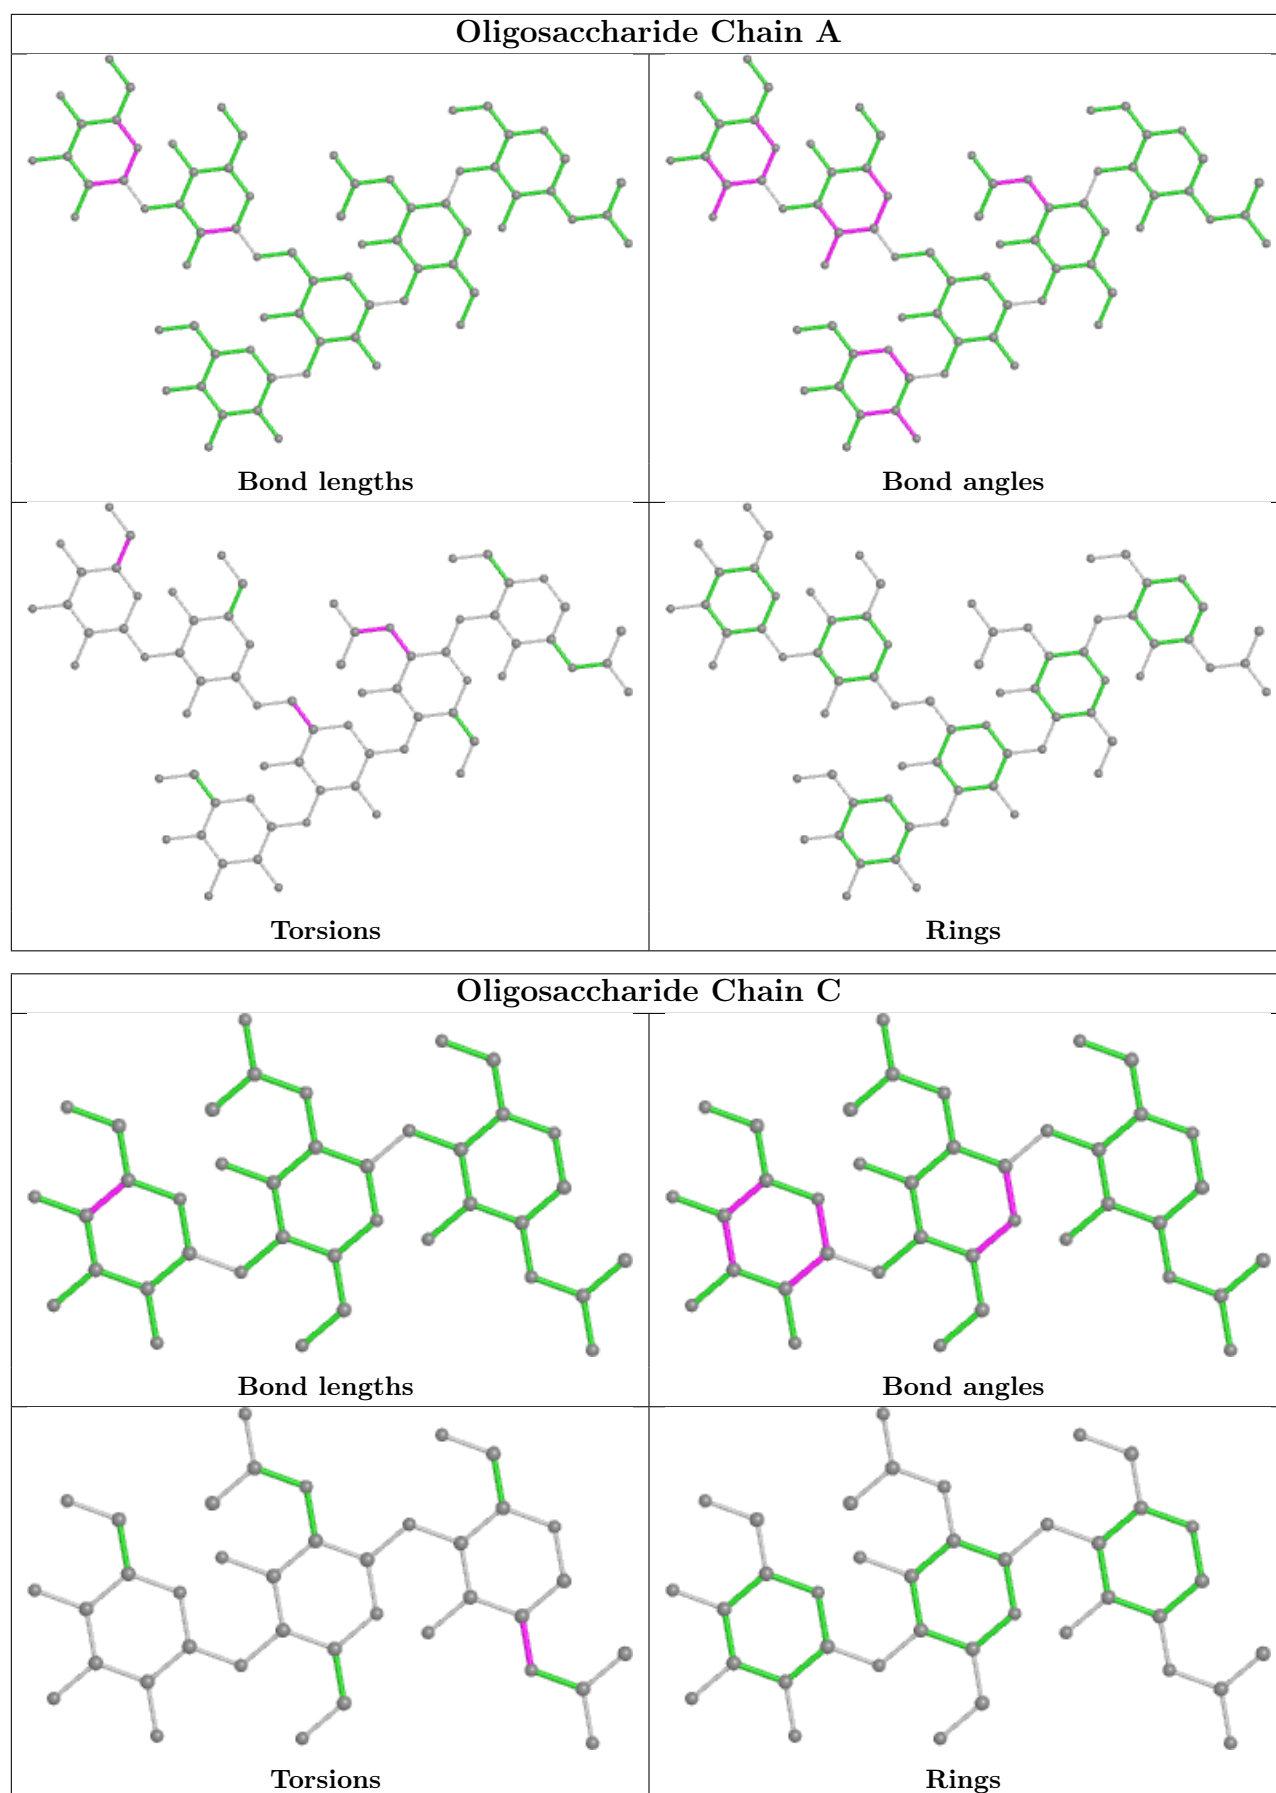 Oligosaccharide Chain A
Bond lengths
Bond angles
Torsions
Rings
Oligosaccharide Chain C
Bond lengths
Bond angles
Torsions
Rings